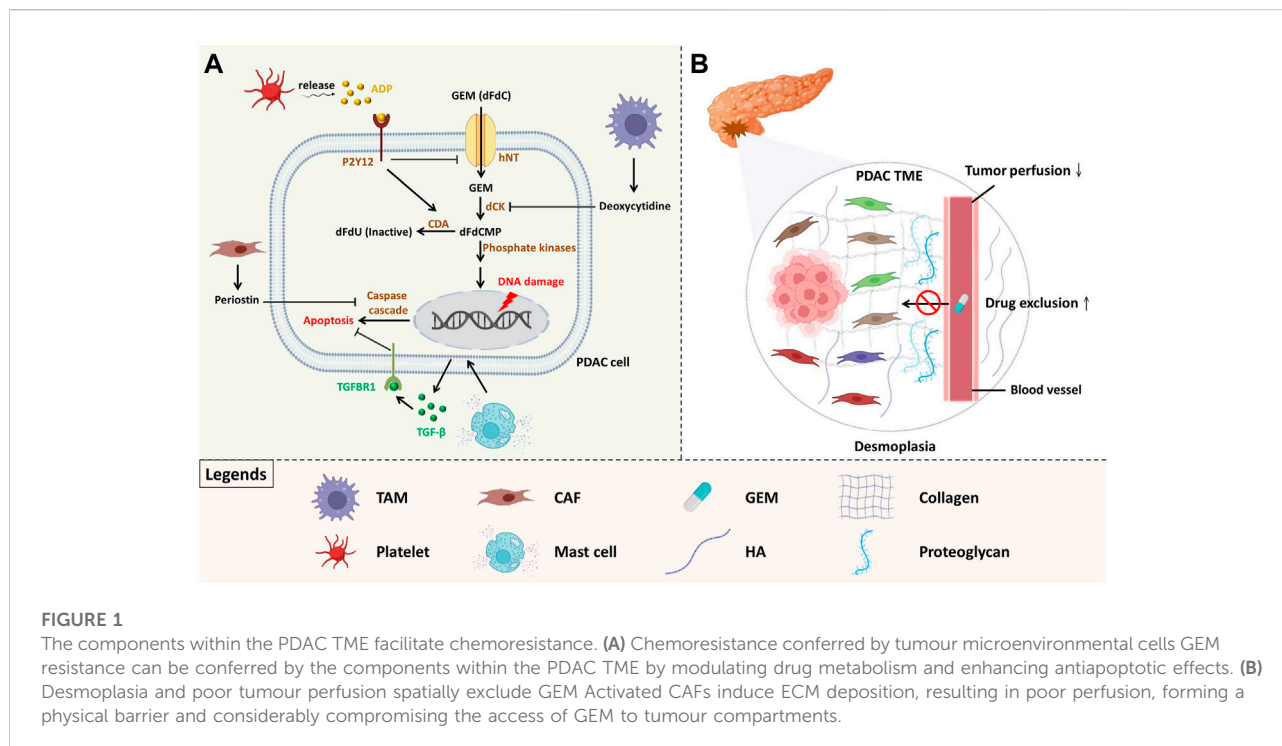 A
release
ADP
GEM (dFdC)
P2Y12
hNT
GEM
dCK
Deoxycytidine
CDA
dFdU (Inactive)
dFdCMP
Phosphate kinases
DNA damage
Periostin
Caspase
cascade
Apoptosis
PDAC cell
TGFBR1
TGF-β
B
PDAC TME
Tumor perfusion ↓
Drug exclusion ↑
Blood vessel
Desmoplasia
Legends
TAM
CAF
GEM
Collagen
Platelet
Mast cell
HA
Proteoglycan
FIGURE 1
The components within the PDAC TME facilitate chemoresistance. (A) Chemoresistance conferred by tumour microenvironmental cells GEM
resistance can be conferred by the components within the PDAC TME by modulating drug metabolism and enhancing antiapoptotic effects. (B)
Desmoplasia and poor tumour perfusion spatially exclude GEM Activated CAFs induce ECM deposition, resulting in poor perfusion, forming a
physical barrier and considerably compromising the access of GEM to tumour compartments.